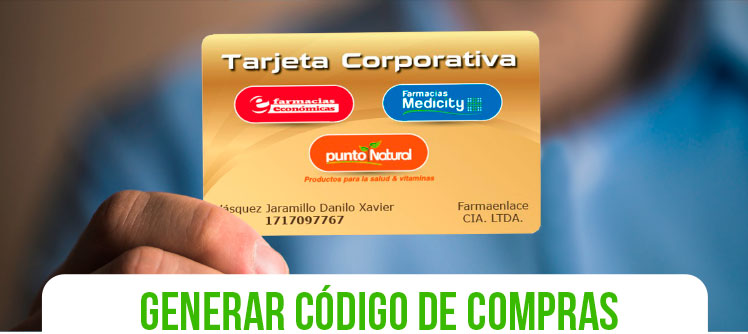 Tarjeta Corporativa
farmacias
económicas
Farmacias
Medicity
punto Natural
Productos para la salud & vitaminas
ásquez Jaramillo Danilo Xavier
1717097767
Farmaenlace
CIA. LTDA.
GENERAR CÓDIGO DE COMPRAS